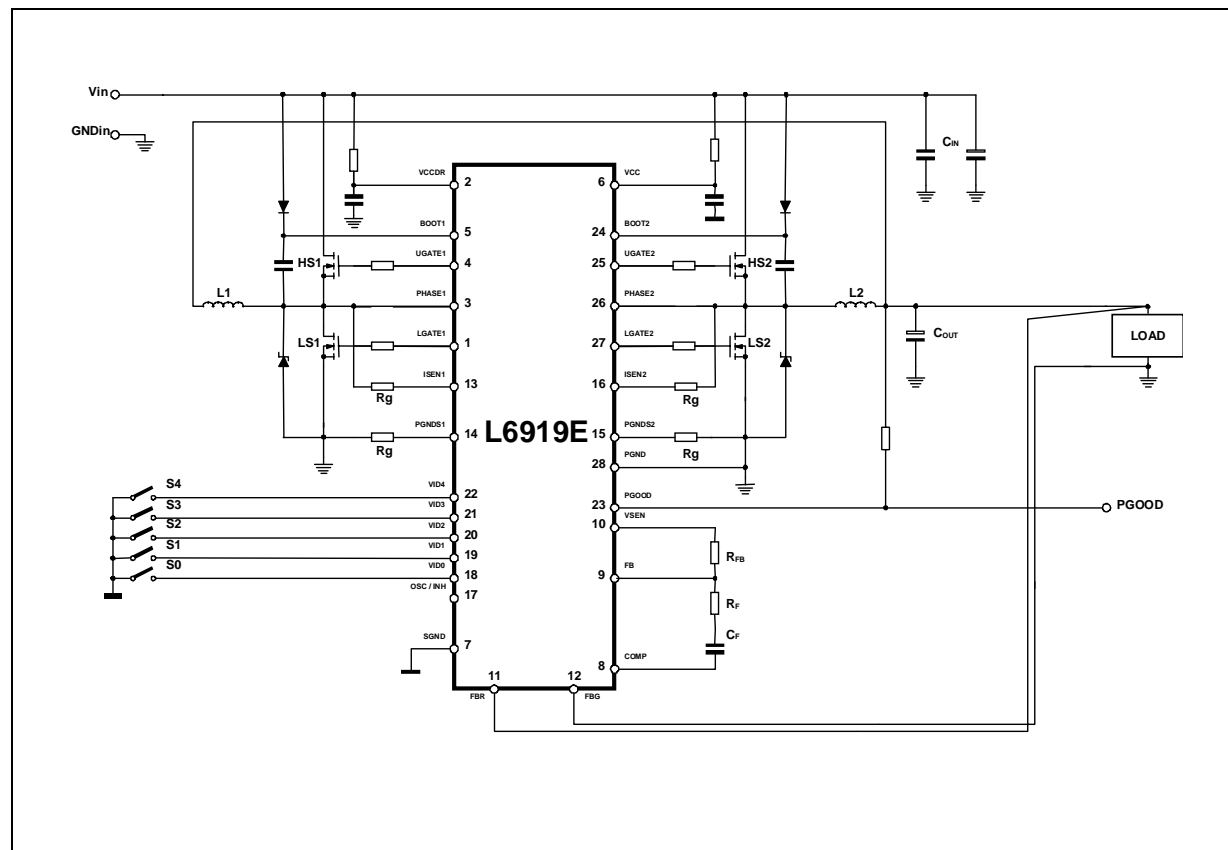 Vin
GNDin
CIN
VCCDR
2
6
VCC
BOOT1
5
24
BOOT2
HS1
UGATE1
4
25
UGATE2
HS2
L1
PHASE1
3
26
PHASE2
L2
LS1
LGATE1
1
27
LGATE2
LS2
COUT
LOAD
ISEN1
13
16
ISEN2
Rg
Rg
L6919E
PGNDS1
14
15
PGNDS2
Rg
Rg
28
PGND
S4
VID4
22
23
PGOOD
PGOOD
S3
VID3
21
10
VSEN
S2
VID2
20
S1
VID1
19
RFB
S0
VID0
18
9
FB
OSC / INH
17
RF
SGND
7
CF
8
COMP
11
12
FBR
FBG